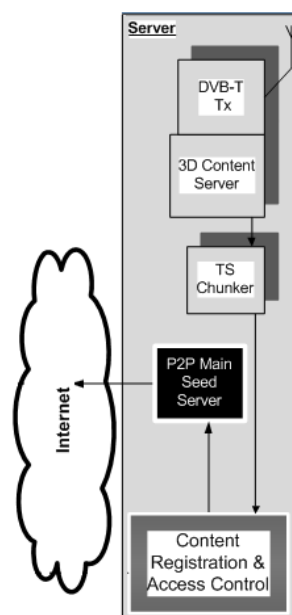 Server
DVB-T
Tx
3D Content
Server
TS
Chunker
P2P Main
Seed
Server
Internet
Content
Registration &
Access Control